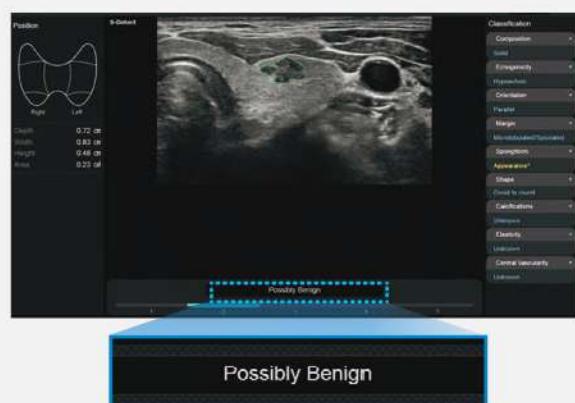 Position
Right Left
Depth 0.72 cm
Width 0.83 cm
Height 0.48 cm
Area 0.23 cm²
S-Detect
Classification
Composition
Solid
Echogenicity
Hypoechoic
Orientation
Parallel
Margin
Microlobulated/Spiculated
Spongiform
Appearance*
Shape
Ovoid to round
Calcifications
Unknown
Elasticity
Unknown
Central Vascularity
Unknown
Possibly Benign
Possibly Benign